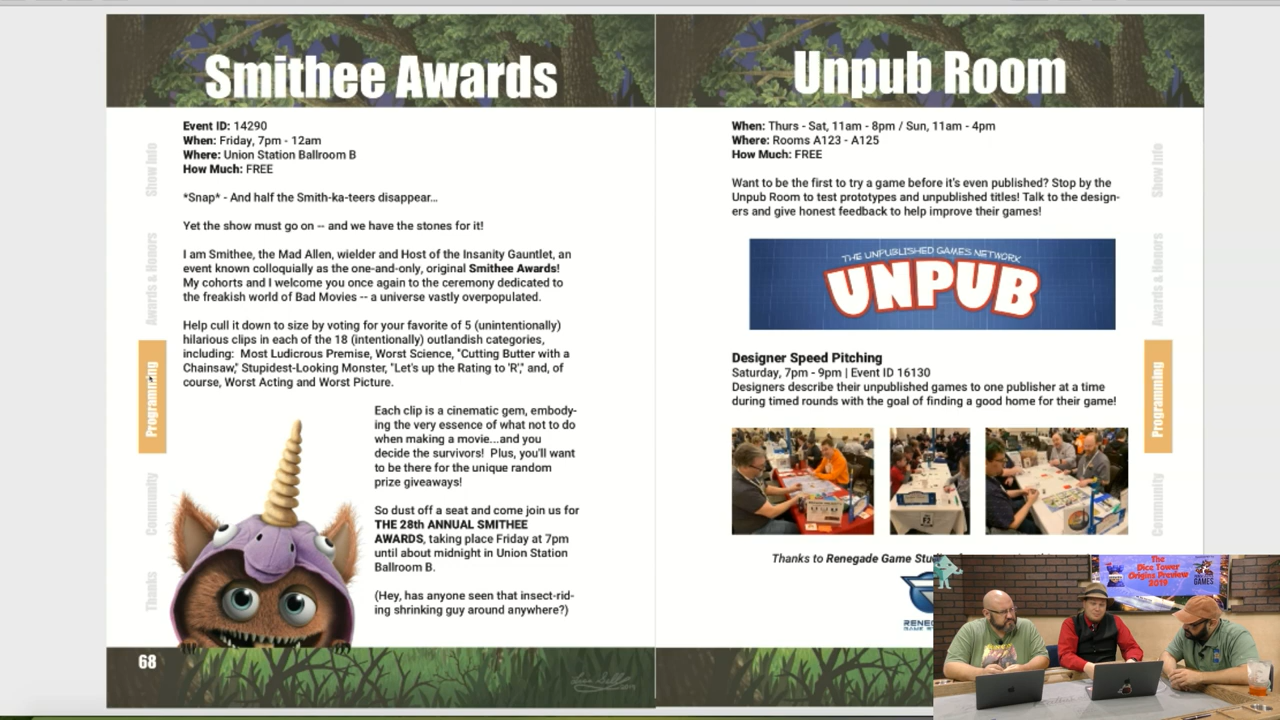 Smithee Awards
Event ID: 14290
When: Friday, 7pm - 12am
Where: Union Station Ballroom B
How Much: FREE
*Snap* - And half the Smith-ka-teers disappear...
Yet the show must go on -- and we have the stones for it!
I am Smithee, the Mad Allen, wielder and Host of the Insanity Gauntlet, an
event known colloquially as the one-and-only, original Smithee Awards!
My cohorts and I welcome you once again to the ceremony dedicated to
the freakish world of Bad Movies -- a universe vastly overpopulated.
Help cull it down to size by voting for your favorite of 5 (unintentionally)
hilarious clips in each of the 18 (intentionally) outlandish categories,
including: Most Ludicrous Premise, Worst Science, "Cutting Butter with a
Chainsaw," Stupidest-Looking Monster, "Let's up the Rating to 'R'," and, of
course, Worst Acting and Worst Picture.
Each clip is a cinematic gem, embody-
ing the very essence of what not to do
when making a movie...and you
decide the survivors! Plus, you'll want
to be there for the unique random
prize giveaways!
So dust off a seat and come join us for
THE 28th ANNUAL SMITHEE
AWARDS, taking place Friday at 7pm
until about midnight in Union Station
Ballroom B.
(Hey, has anyone seen that insect-rid-
ing shrinking guy around anywhere?)
Show Info
Awards & Honors
Programming
Community
Thanks
68
Unpub Room
When: Thurs - Sat, 11am - 8pm / Sun, 11am - 4pm
Where: Rooms A123 - A125
How Much: FREE
Want to be the first to try a game before it's even published? Stop by the
Unpub Room to test prototypes and unpublished titles! Talk to the design-
ers and give honest feedback to help improve their games!
THE UNPUBLISHED GAMES NETWORK
UNPUB
Designer Speed Pitching
Saturday, 7pm - 9pm | Event ID 16130
Designers describe their unpublished games to one publisher at a time
during timed rounds with the goal of finding a good home for their game!
Thanks to Renegade Game
Show Info
Awards & Honors
Programming
Community
The
Dice Tower
Origins Preview
2019
GAMES